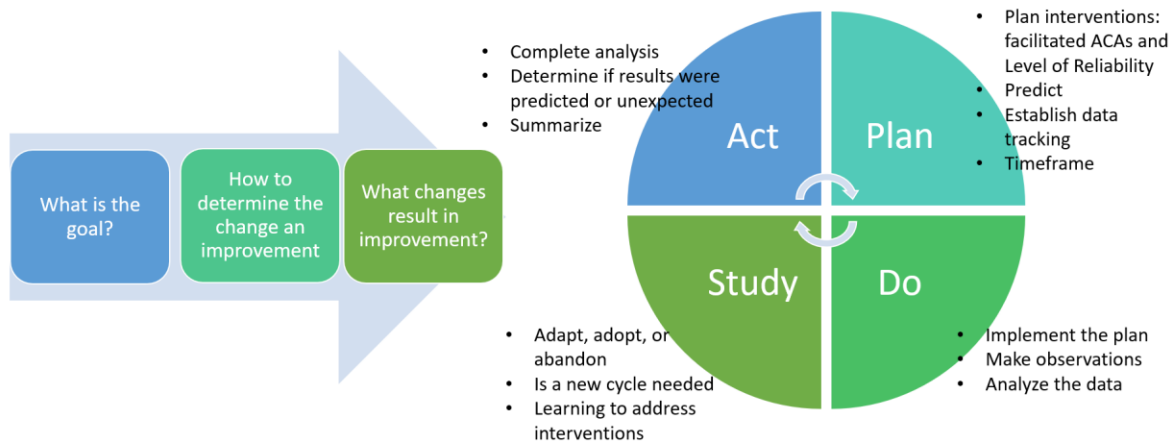 What is the
goal?
How to
determine the
change an
improvement
What changes
result in
improvement?
• Complete analysis
• Determine if results were
predicted or unexpected
• Summarize
Act
Plan
• Plan interventions:
facilitated ACAs and
Level of Reliability
• Predict
• Establish data
tracking
• Timeframe
Study
Do
• Adapt, adopt, or
abandon
• Is a new cycle needed
• Learning to address
interventions
• Implement the plan
• Make observations
• Analyze the data